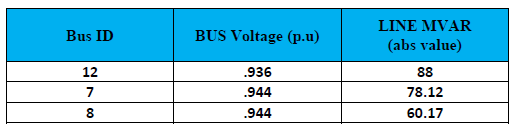 Bus ID BUS Voltage (p.u) LINE MVAR
(abs value)
12 .936 88
7 .944 78.12
8 .944 60.17